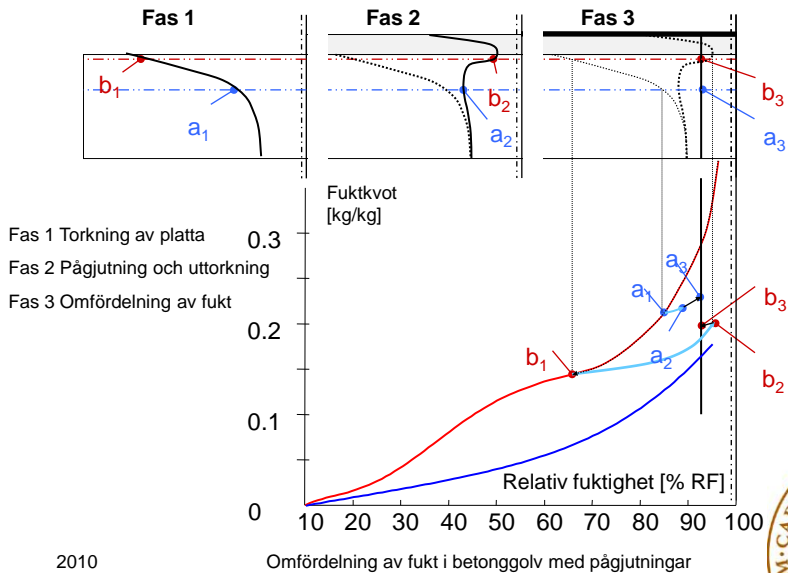 Fas 1 Fas 2 Fas 3
b1
a1
b2
a2
b3
a3
Fuktkvot
[kg/kg]
Fas 1 Torkning av platta
Fas 2 Pågjutning och uttorkning
Fas 3 Omfördelning av fukt
0.3
0.2
0.1
0
a1
a2
a3
b1
b3
b2
Relativ fuktighet [% RF]
10 20 30 40 50 60 70 80 90 100
2010 Omfördelning av fukt i betonggolv med pågjutningar